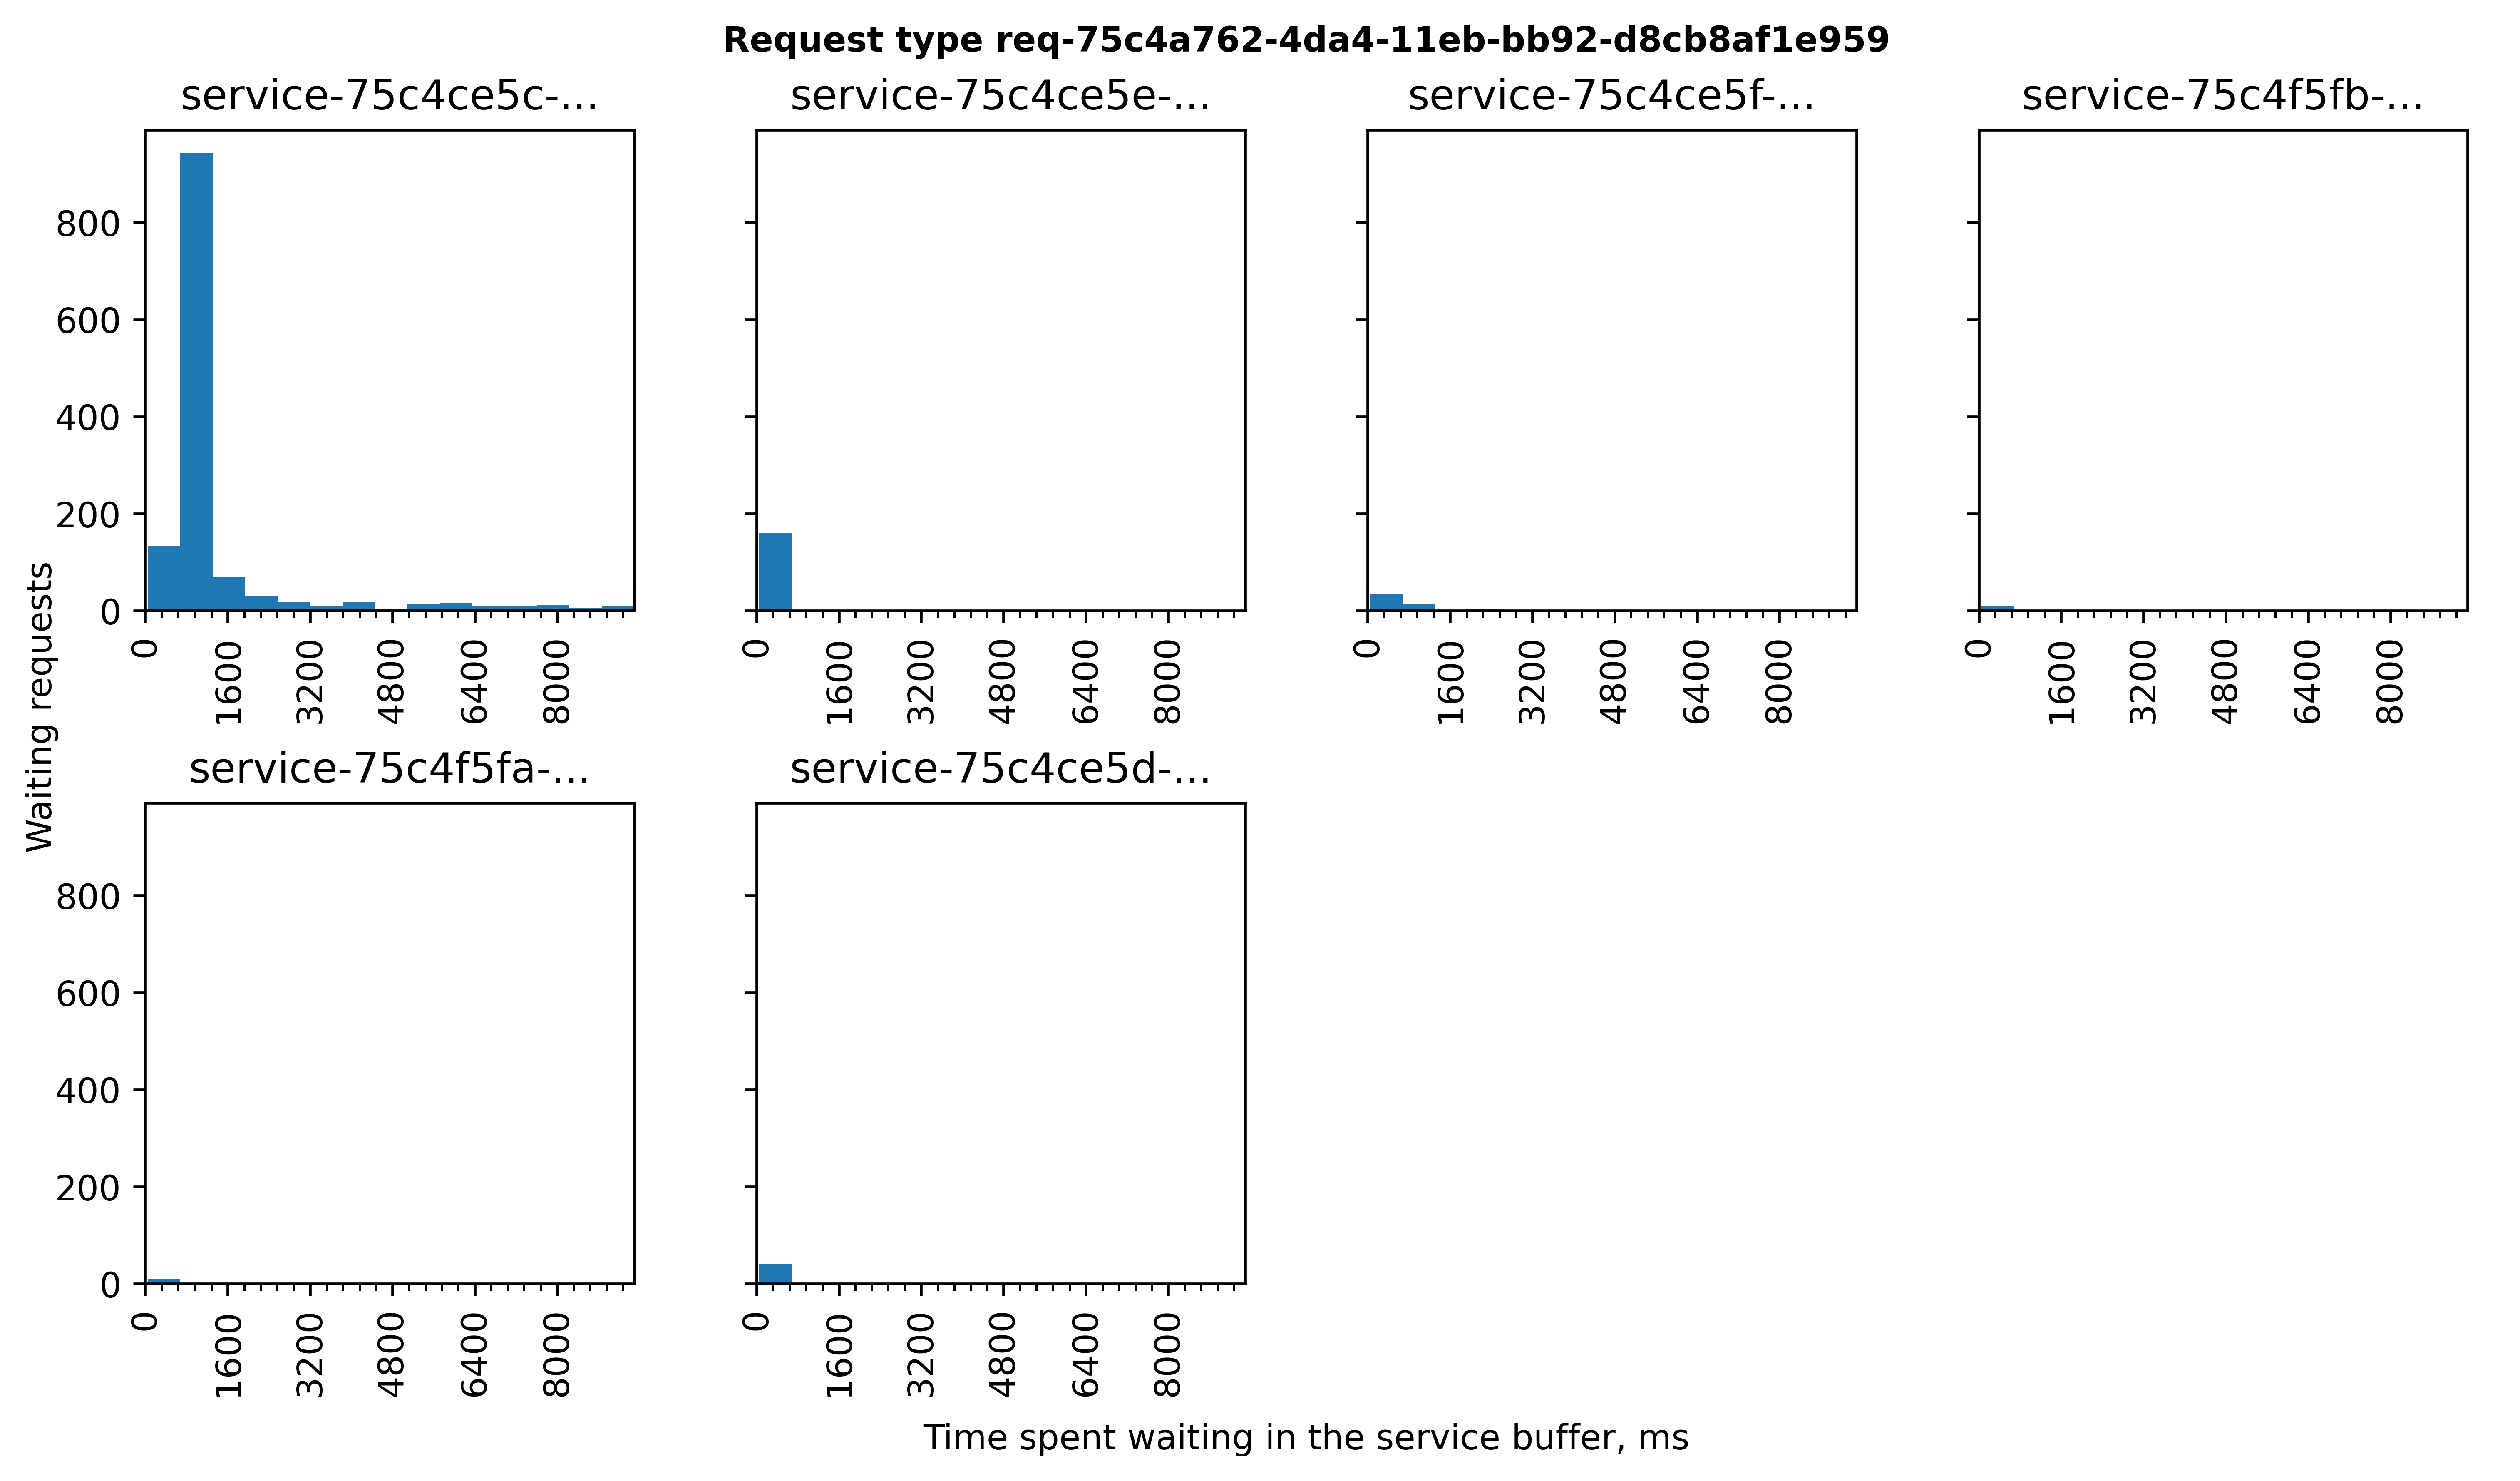 Request type req-75c4a762-4da4-11eb-bb92-d8cb8af1e959
service-75c4ce5c-...
service-75c4ce5e-...
service-75c4ce5f-...
service-75c4f5fb-...
800
600
400
200
0
0 1600 3200 4800 6400 8000
0 1600 3200 4800 6400 8000
0 1600 3200 4800 6400 8000
0 1600 3200 4800 6400 8000
Waiting requests
service-75c4f5fa-...
service-75c4ce5d-...
800
600
400
200
0
0 1600 3200 4800 6400 8000
0 1600 3200 4800 6400 8000
Time spent waiting in the service buffer, ms